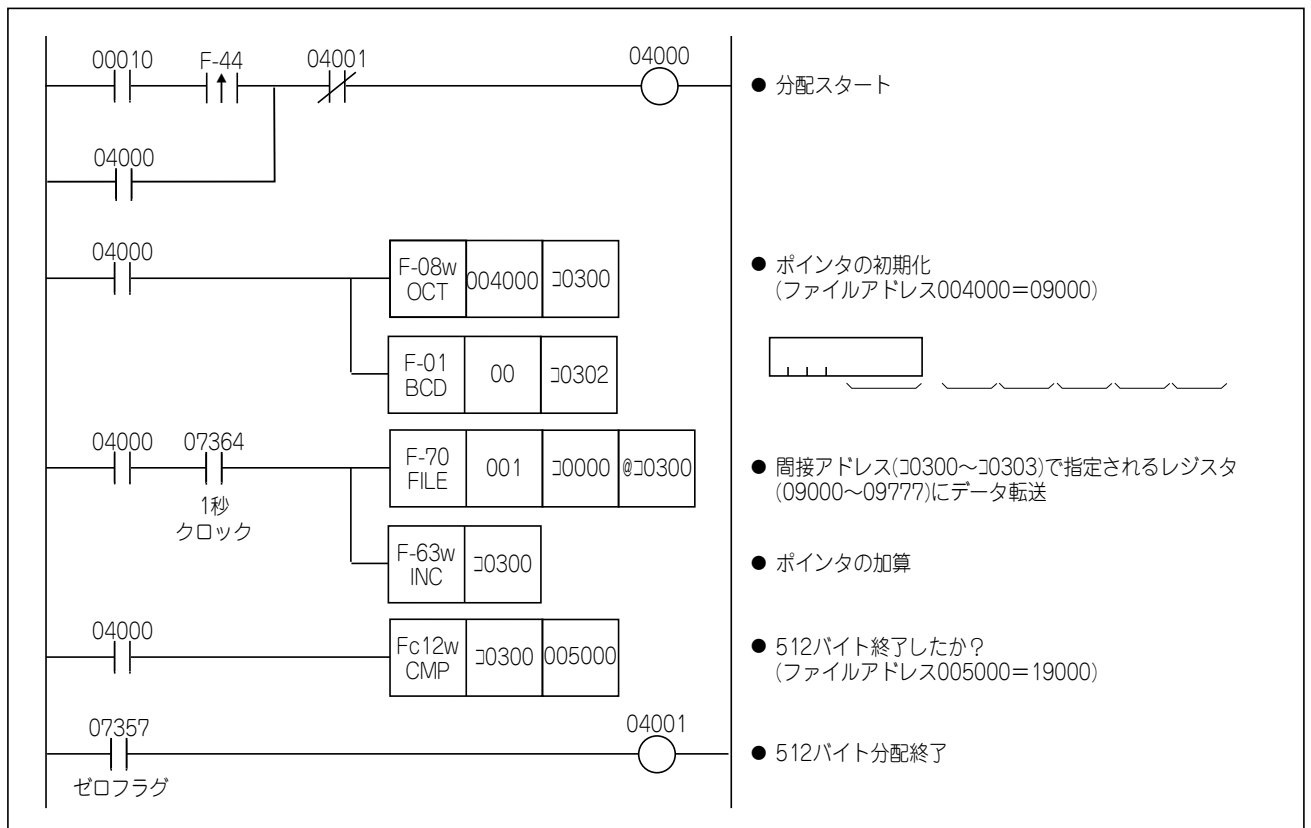 00010 F-44 04001 04000
● 分配スタート
04000
04000
F-08w
OCT
004000
ｺ0300
● ポインタの初期化
(ファイルアドレス004000＝09000)
F-01
BCD
00
ｺ0302
04000 07364
1秒
クロック
F-70
FILE
001
ｺ0000
@ｺ0300
● 間接アドレス(ｺ0300～ｺ0303)で指定されるレジスタ
(09000～09777)にデータ転送
F-63w
INC
ｺ0300
● ポインタの加算
04000
Fc12w
CMP
ｺ0300
005000
● 512バイト終了したか？
(ファイルアドレス005000＝19000)
07357
ゼロフラグ
04001
● 512バイト分配終了